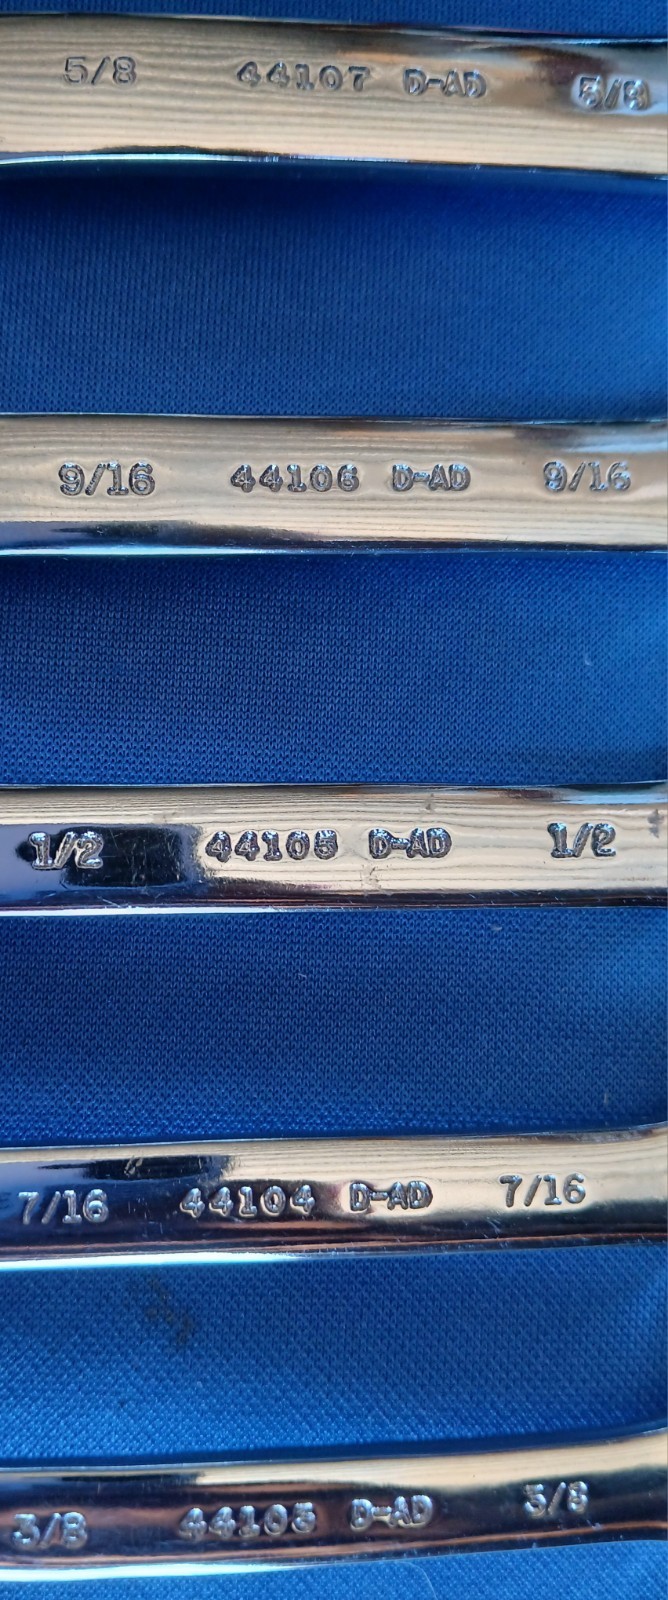 5/8 44107 D-AD 5/8
9/16 44106 D-AD 9/16
1/2 44105 D-AD 1/2
7/16 44104 D-AD 7/16
3/8 44103 D-AD 3/8